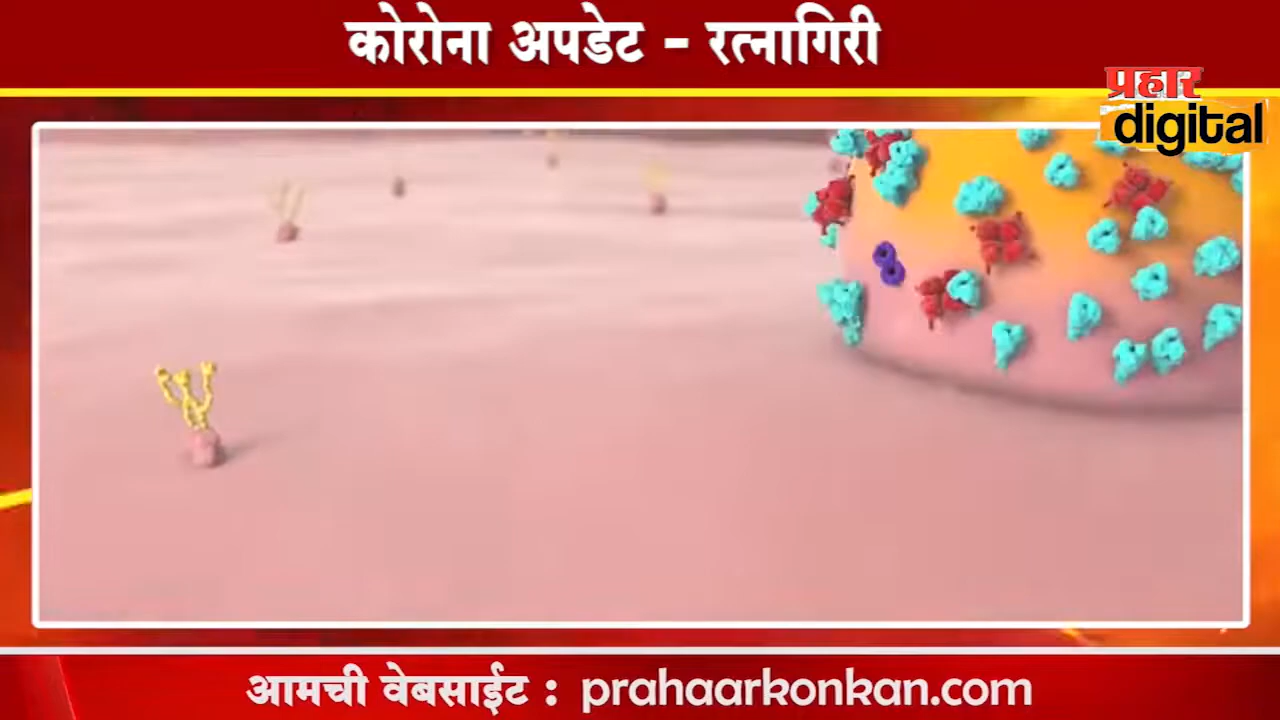 कोरोना अपडेट - रत्नागिरी
प्रहार
digital
आमची वेबसाईट : prahaarkonkan.com